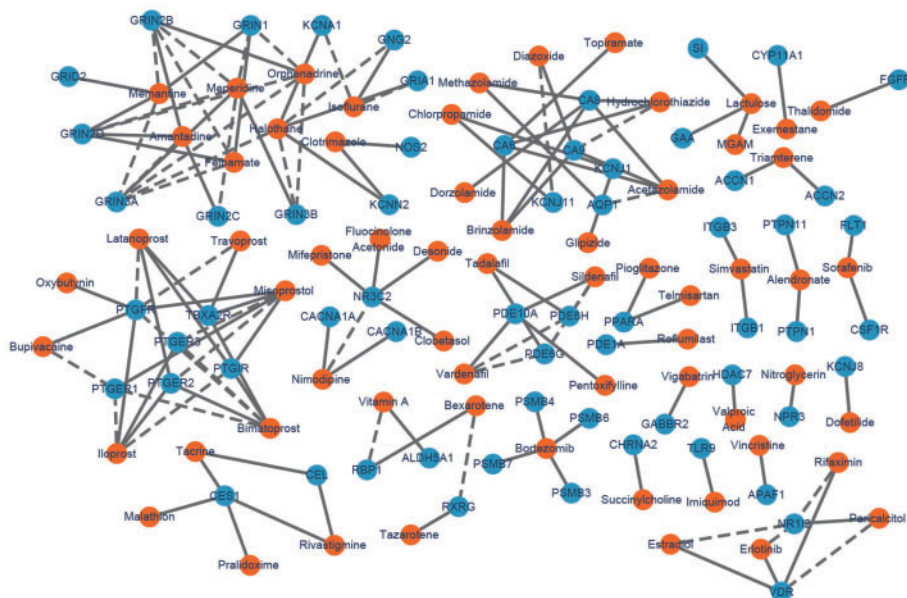 GRIN2B
GRIN1
KCNA1
GNG2
GRID2
Orphenadrine
Memantine
Meperidine
Isoflurane
GRIA1
GRIN2D
Amantadine
Halothane
Clotrimazole
NOS2
Felbamate
GRIN3A
GRIN2C
GRIN3B
KCNN2
Topiramate
Diazoxide
Methazolamide
CA8
Hydrochlorothiazide
Chlorpropamide
CA9
KCNJ1
Acetazolamide
Dorzolamide
KCNJ11
AQP1
Brinzolamide
Glipizide
SI
CYP11A1
FGFR
Lactulose
Thalidomide
GAA
MGAM
Exemestane
Triamterene
ACCN1
ACCN2
Latanoprost
Travoprost
Oxybutynin
Misoprostol
PTGFR
TBXA2R
Bupivacaine
PTGER3
PTGER1
PTGER2
PTGIR
Iloprost
Bimatoprost
Fluocinolone
Acetonide
Mifepristone
Desonide
NR3C2
CACNA1A
CACNA1B
Clobetasol
Nimodipine
Tadalafil
Sildenafil
PDE10A
PDE6H
PDE6G
Vardenafil
Pentoxifylline
Pioglitazone
Telmisartan
PPARA
PDE1A
Roflumilast
ITGB3
PTPN11
FLT1
Simvastatin
Alendronate
Sorafenib
ITGB1
PTPN1
CSF1R
Vigabatrin
HDAC7
Nitroglycerin
KCNJ8
GABBR2
Valproic
Acid
NPR3
Dofetilide
Tacrine
CEL
CES1
Malathion
Rivastigmine
Pralidoxime
Vitamin A
Bexarotene
RBP1
ALDH5A1
RXRG
Tazarotene
PSMB4
PSMB6
Bortezomib
PSMB7
PSMB3
CHRNA2
TLR9
Vincristine
Succinylcholine
Imiquimod
APAF1
Rifaximin
NR1I2
Paricalcitol
Estradiol
Erlotinib
VDR